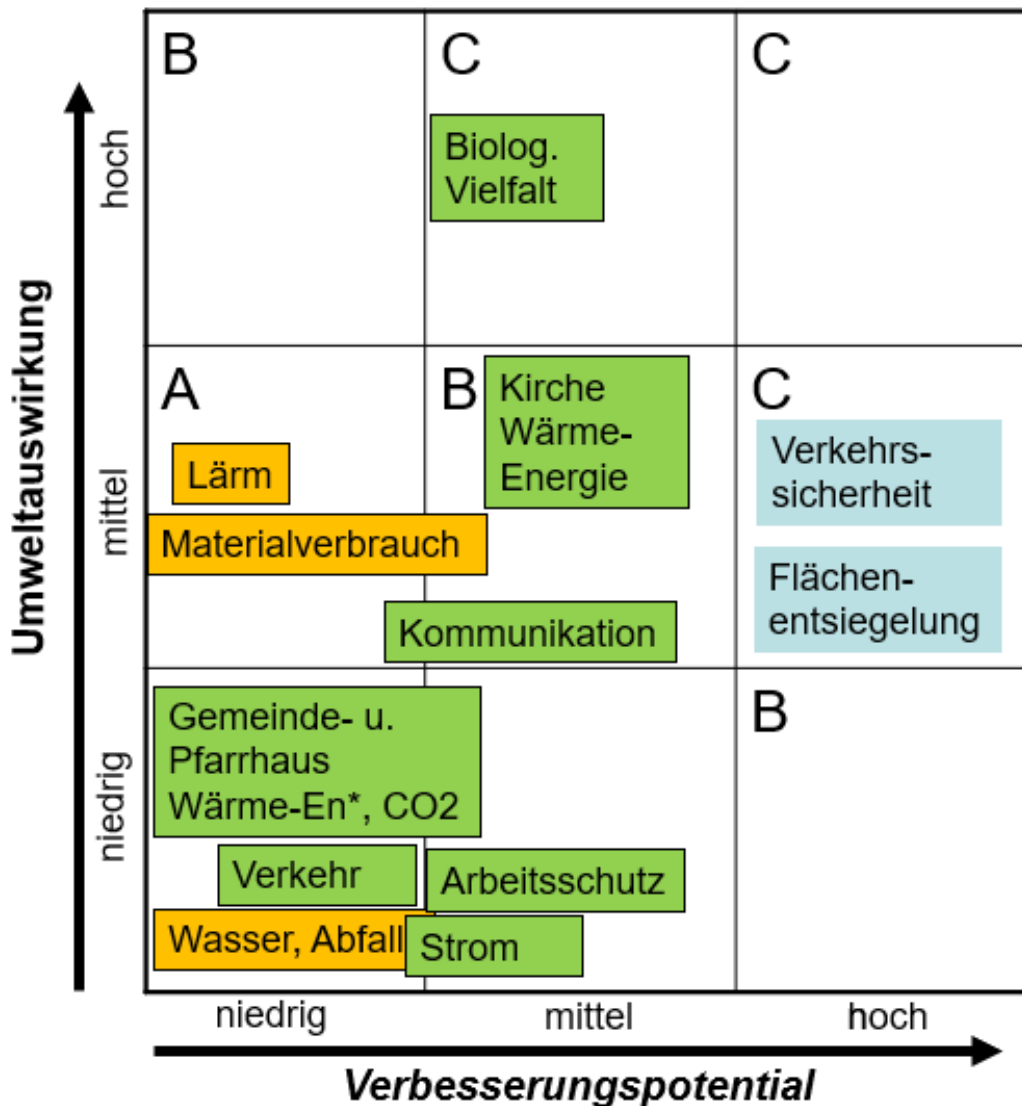 B
C
C
hoch
Biolog.
Vielfalt
Umweltauswirkung
mittel
A
B
C
Kirche
Wärme-
Energie
Lärm
Materialverbrauch
Kommunikation
Verkehrs-
sicherheit
Flächen-
entsiegelung
niedrig
Gemeinde- u.
Pfarrhaus
Wärme-En*, CO2
B
Verkehr
Arbeitsschutz
Wasser, Abfall
Strom
niedrig
mittel
hoch
Verbesserungspotential